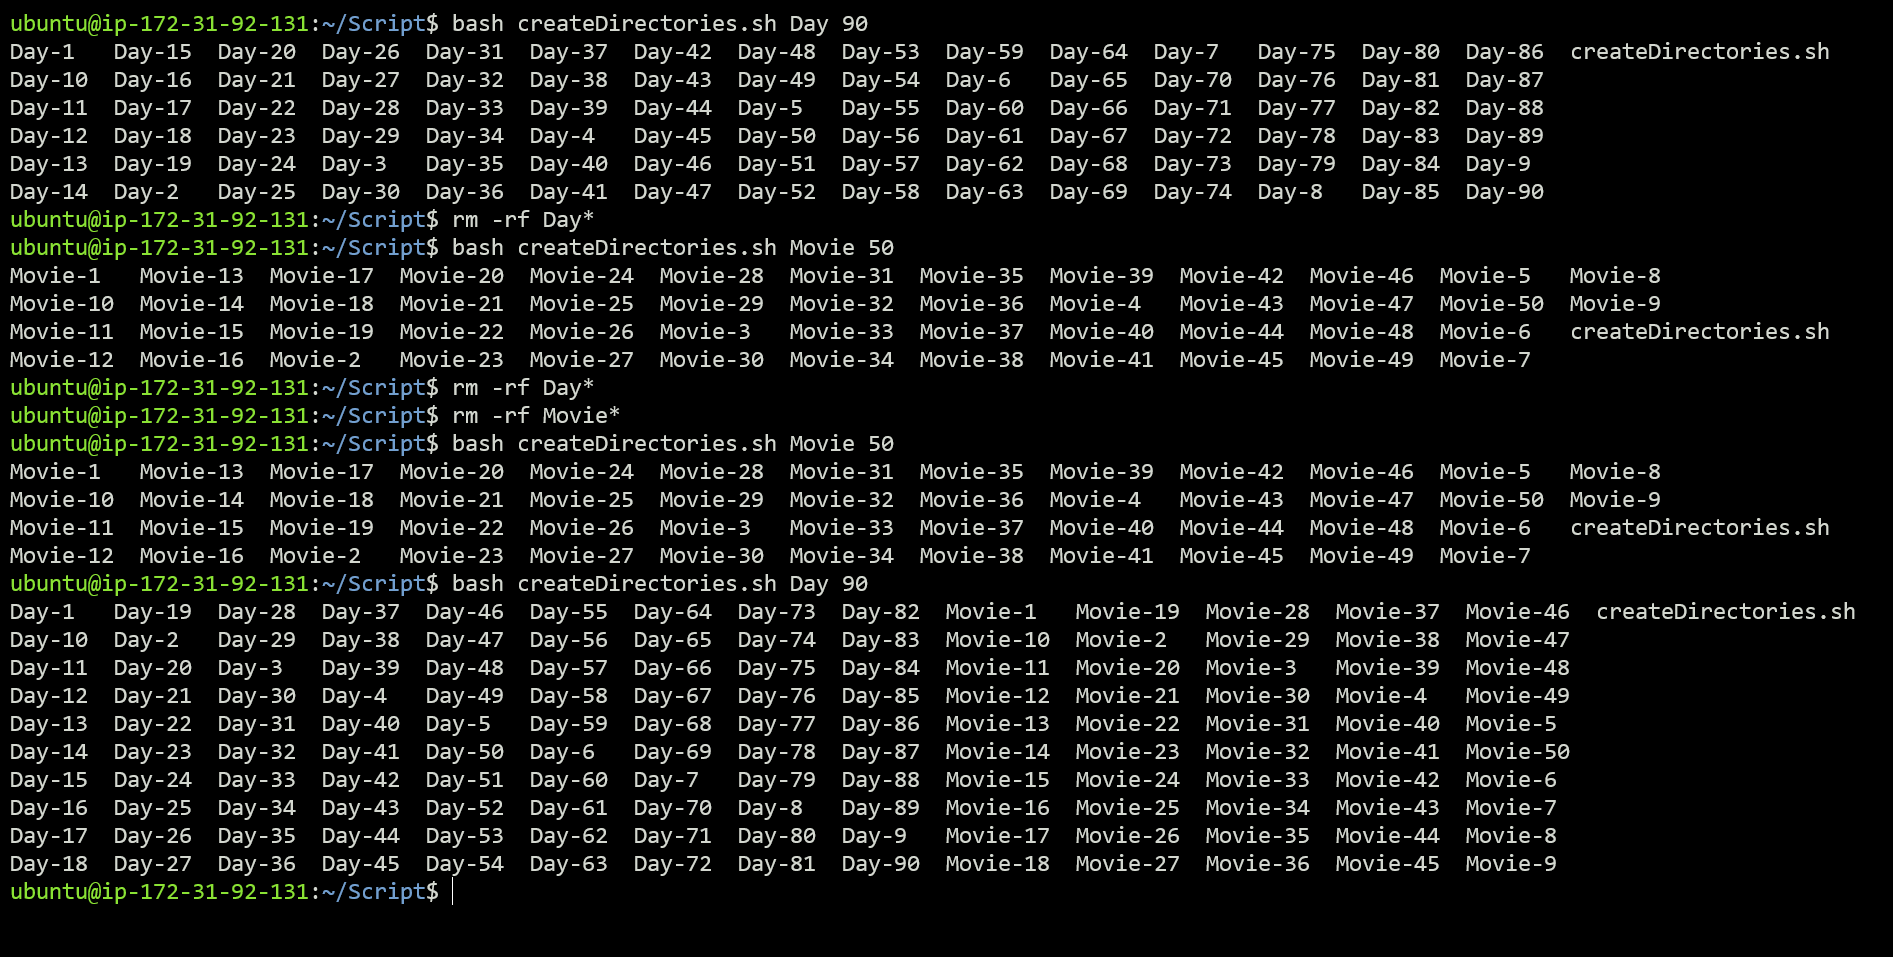 ubuntu@ip-172-31-92-131:~/Script$ bash createDirectories.sh Day 90
Day-1   Day-15  Day-20  Day-26  Day-31  Day-37  Day-42  Day-48  Day-53  Day-59  Day-64  Day-7   Day-75  Day-80  Day-86  createDirectories.sh
Day-10  Day-16  Day-21  Day-27  Day-32  Day-38  Day-43  Day-49  Day-54  Day-6   Day-65  Day-70  Day-76  Day-81  Day-87
Day-11  Day-17  Day-22  Day-28  Day-33  Day-39  Day-44  Day-5   Day-55  Day-60  Day-66  Day-71  Day-77  Day-82  Day-88
Day-12  Day-18  Day-23  Day-29  Day-34  Day-4   Day-45  Day-50  Day-56  Day-61  Day-67  Day-72  Day-78  Day-83  Day-89
Day-13  Day-19  Day-24  Day-3   Day-35  Day-40  Day-46  Day-51  Day-57  Day-62  Day-68  Day-73  Day-79  Day-84  Day-9
Day-14  Day-2   Day-25  Day-30  Day-36  Day-41  Day-47  Day-52  Day-58  Day-63  Day-69  Day-74  Day-8   Day-85  Day-90
ubuntu@ip-172-31-92-131:~/Script$ rm -rf Day*
ubuntu@ip-172-31-92-131:~/Script$ bash createDirectories.sh Movie 50
Movie-1   Movie-13  Movie-17  Movie-20  Movie-24  Movie-28  Movie-31  Movie-35  Movie-39  Movie-42  Movie-46  Movie-5   Movie-8
Movie-10  Movie-14  Movie-18  Movie-21  Movie-25  Movie-29  Movie-32  Movie-36  Movie-4   Movie-43  Movie-47  Movie-50  Movie-9
Movie-11  Movie-15  Movie-19  Movie-22  Movie-26  Movie-3   Movie-33  Movie-37  Movie-40  Movie-44  Movie-48  Movie-6   createDirectories.sh
Movie-12  Movie-16  Movie-2   Movie-23  Movie-27  Movie-30  Movie-34  Movie-38  Movie-41  Movie-45  Movie-49  Movie-7
ubuntu@ip-172-31-92-131:~/Script$ rm -rf Day*
ubuntu@ip-172-31-92-131:~/Script$ rm -rf Movie*
ubuntu@ip-172-31-92-131:~/Script$ bash createDirectories.sh Movie 50
Movie-1   Movie-13  Movie-17  Movie-20  Movie-24  Movie-28  Movie-31  Movie-35  Movie-39  Movie-42  Movie-46  Movie-5   Movie-8
Movie-10  Movie-14  Movie-18  Movie-21  Movie-25  Movie-29  Movie-32  Movie-36  Movie-4   Movie-43  Movie-47  Movie-50  Movie-9
Movie-11  Movie-15  Movie-19  Movie-22  Movie-26  Movie-3   Movie-33  Movie-37  Movie-40  Movie-44  Movie-48  Movie-6   createDirectories.sh
Movie-12  Movie-16  Movie-2   Movie-23  Movie-27  Movie-30  Movie-34  Movie-38  Movie-41  Movie-45  Movie-49  Movie-7
ubuntu@ip-172-31-92-131:~/Script$ bash createDirectories.sh Day 90
Day-1   Day-19  Day-28  Day-37  Day-46  Day-55  Day-64  Day-73  Day-82  Movie-1   Movie-19  Movie-28  Movie-37  Movie-46  createDirectories.sh
Day-10  Day-2   Day-29  Day-38  Day-47  Day-56  Day-65  Day-74  Day-83  Movie-10  Movie-2   Movie-29  Movie-38  Movie-47
Day-11  Day-20  Day-3   Day-39  Day-48  Day-57  Day-66  Day-75  Day-84  Movie-11  Movie-20  Movie-3   Movie-39  Movie-48
Day-12  Day-21  Day-30  Day-4   Day-49  Day-58  Day-67  Day-76  Day-85  Movie-12  Movie-21  Movie-30  Movie-4   Movie-49
Day-13  Day-22  Day-31  Day-40  Day-5   Day-59  Day-68  Day-77  Day-86  Movie-13  Movie-22  Movie-31  Movie-40  Movie-5
Day-14  Day-23  Day-32  Day-41  Day-50  Day-6   Day-69  Day-78  Day-87  Movie-14  Movie-23  Movie-32  Movie-41  Movie-50
Day-15  Day-24  Day-33  Day-42  Day-51  Day-60  Day-7   Day-79  Day-88  Movie-15  Movie-24  Movie-33  Movie-42  Movie-6
Day-16  Day-25  Day-34  Day-43  Day-52  Day-61  Day-70  Day-8   Day-89  Movie-16  Movie-25  Movie-34  Movie-43  Movie-7
Day-17  Day-26  Day-35  Day-44  Day-53  Day-62  Day-71  Day-80  Day-9   Movie-17  Movie-26  Movie-35  Movie-44  Movie-8
Day-18  Day-27  Day-36  Day-45  Day-54  Day-63  Day-72  Day-81  Day-90  Movie-18  Movie-27  Movie-36  Movie-45  Movie-9
ubuntu@ip-172-31-92-131:~/Script$